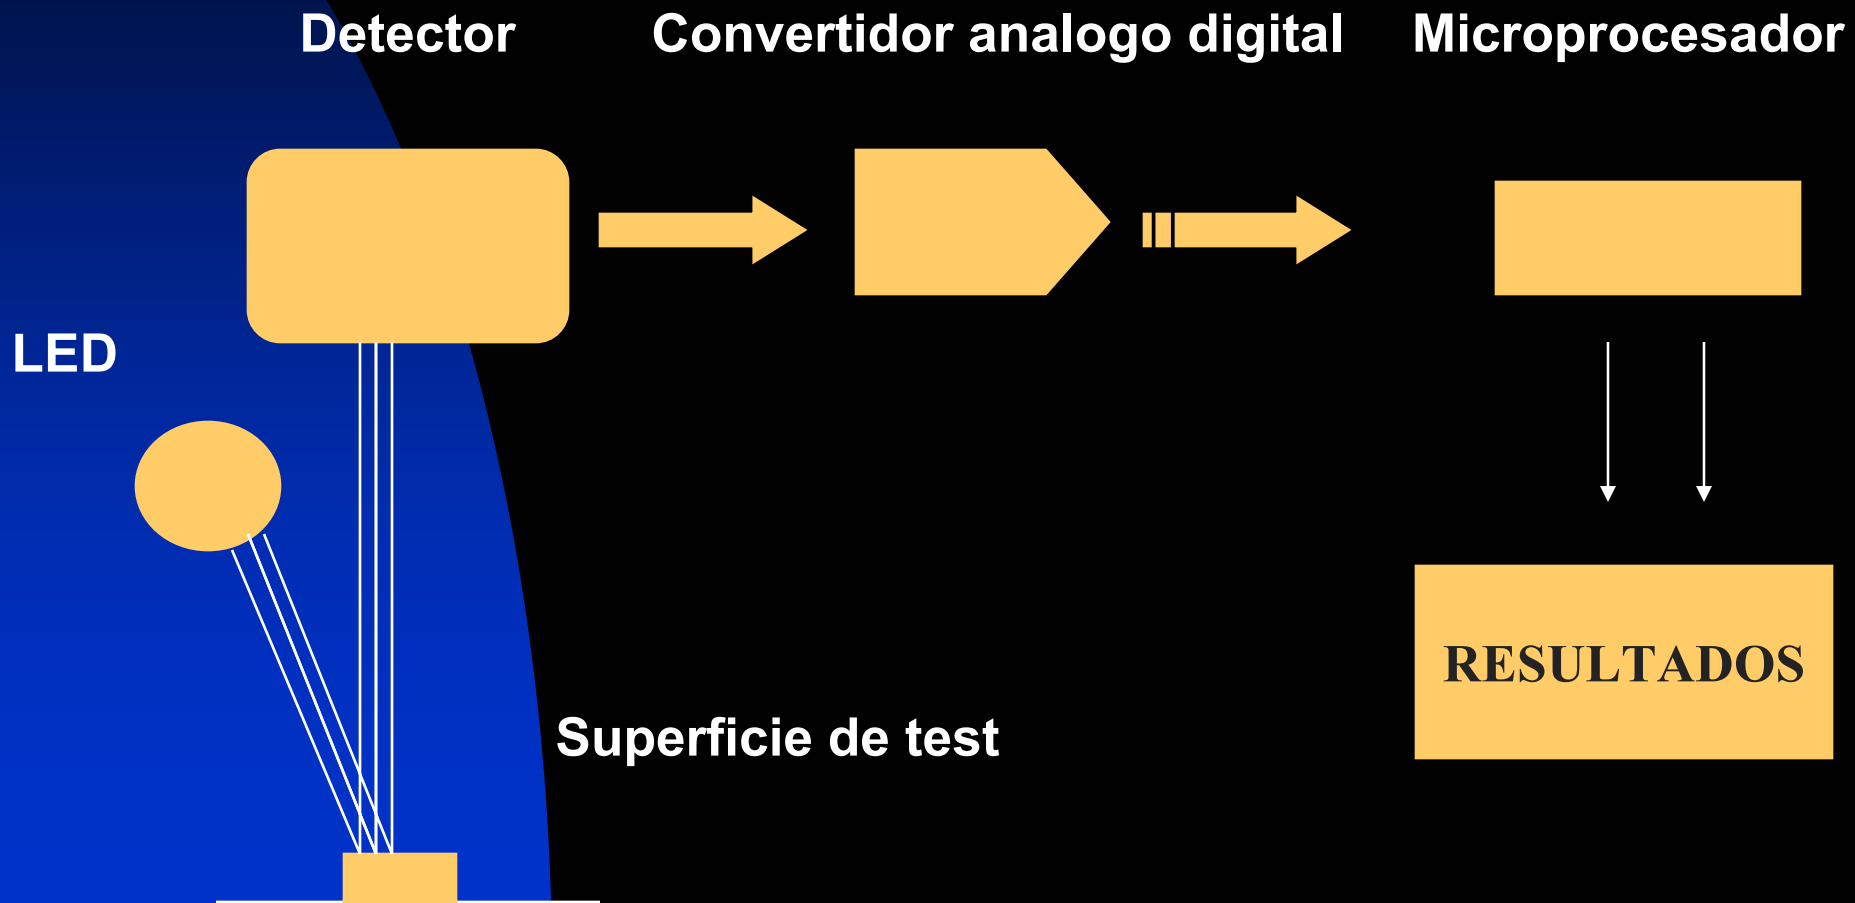 Detector
Convertidor analogo digital
Microprocesador
LED
RESULTADOS
Superficie de test